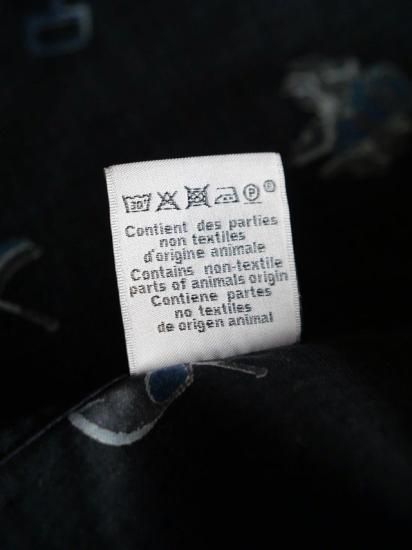 30°
P ®
Contient des parties
non textiles
d'origine animale
Contains non-textile
parts of animals origin
Contiene partes
no textiles
de origen animal